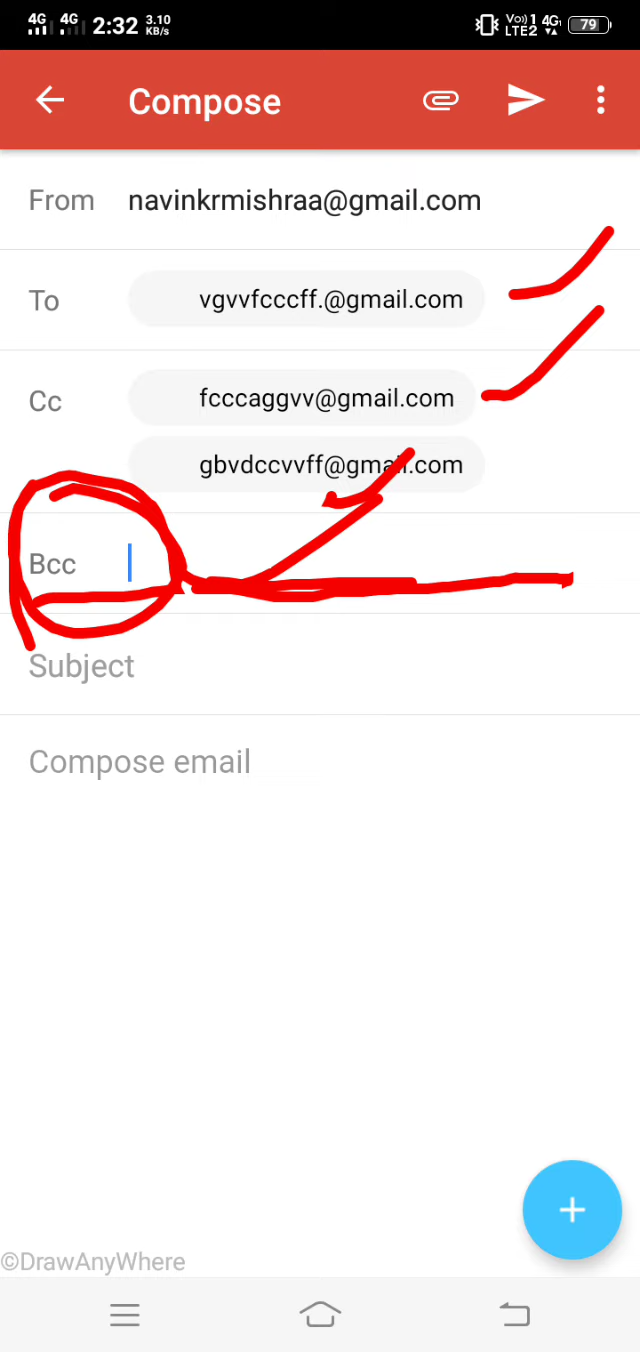 4G 4G 2:32 3.10 KB/s Vo) 1 LTE2 4G 79
Compose
From navinkrmishraa@gmail.com
To vgvvfcccff.@gmail.com
Cc fcccaggvv@gmail.com
gbvdccvvff@gmail.com
Bcc
Subject
Compose email
+
©DrawAnyWhere